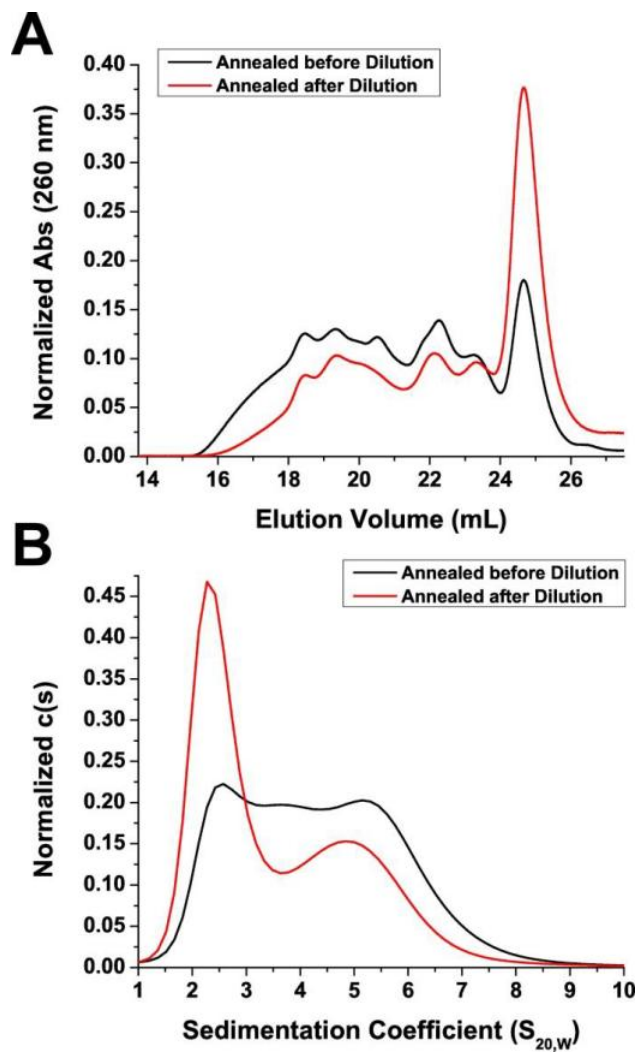 A
Annealed before Dilution
Annealed after Dilution
0.40
0.35
0.30
0.25
0.20
0.15
0.10
0.05
0.00
Normalized Abs (260 nm)
14 16 18 20 22 24 26
Elution Volume (mL)
B
Annealed before Dilution
Annealed after Dilution
0.45
0.40
0.35
0.30
0.25
0.20
0.15
0.10
0.05
0.00
Normalized c(s)
1 2 3 4 5 6 7 8 9 10
Sedimentation Coefficient (S20,W)